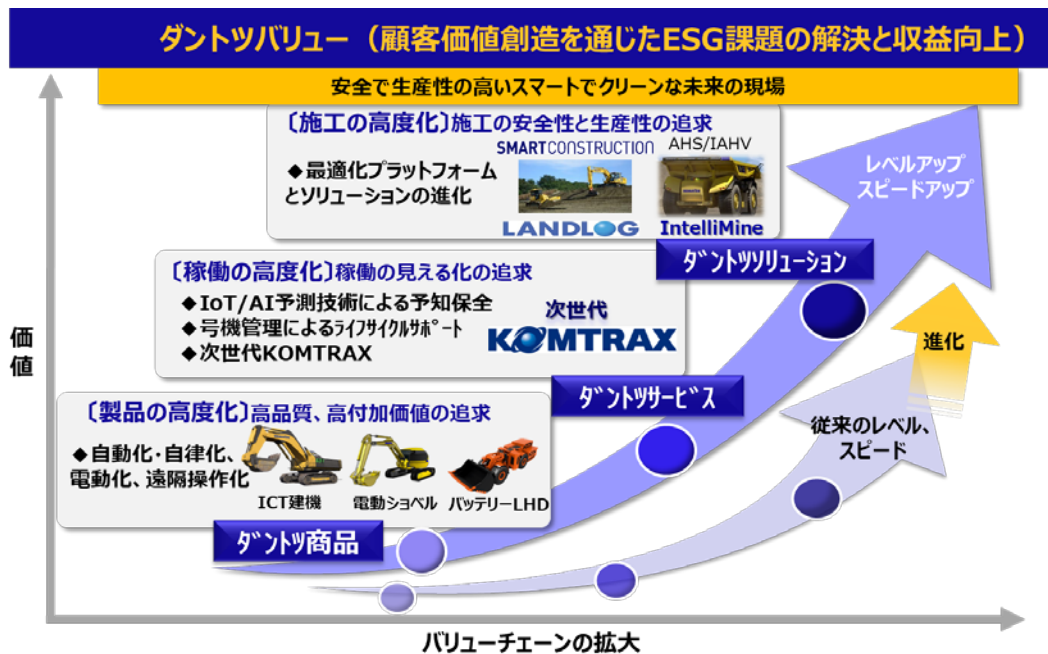 ダントツバリュー（顧客価値創造を通じたESG課題の解決と収益向上）
安全で生産性の高いスマートでクリーンな未来の現場
〔施工の高度化〕施工の安全性と生産性の追求
◆最適化プラットフォーム
とソリューションの進化
SMARTCONSTRUCTION
LANDLOG
AHS/IAHV
IntelliMine
ﾀﾞﾝﾄﾂｿﾘｭｰｼｮﾝ
レベルアップ
スピードアップ
〔稼働の高度化〕稼働の見える化の追求
◆IoT/AI予測技術による予知保全
◆号機管理によるﾗｲﾌｻｲｸﾙｻﾎﾟｰﾄ
◆次世代KOMTRAX
次世代
KOMTRAX
ﾀﾞﾝﾄﾂｻｰﾋﾞｽ
進化
従来のレベル、
スピード
〔製品の高度化〕高品質、高付加価値の追求
◆自動化・自律化、
電動化、遠隔操作化
ICT建機
電動ショベル
バッテリーLHD
ﾀﾞﾝﾄﾂ商品
価値
バリューチェーンの拡大